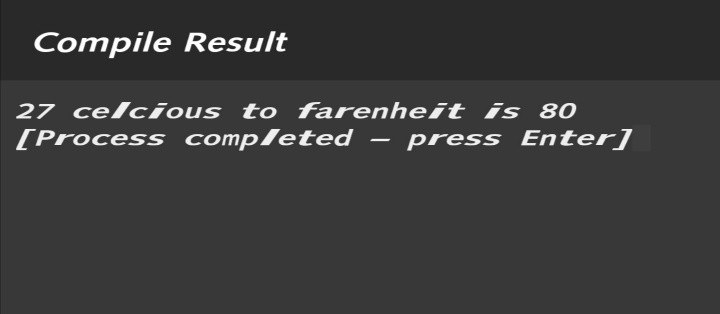 Compile Result
27 celcious to farenheit is 80
[Process completed – press Enter]